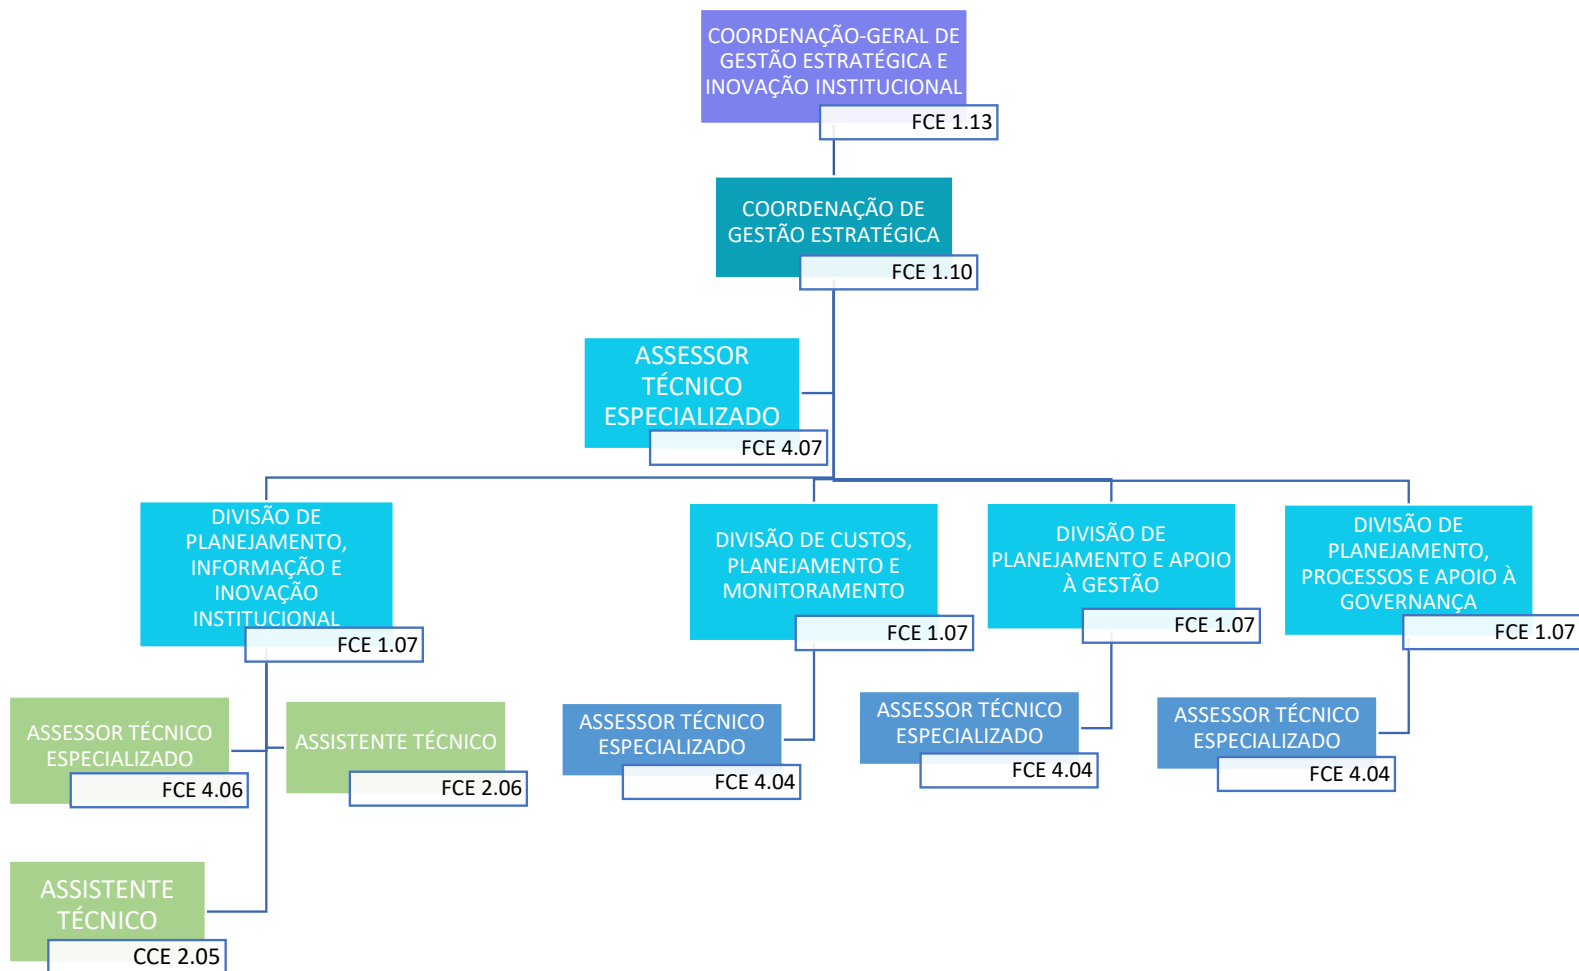 COORDENAÇÃO-GERAL DE
GESTÃO ESTRATÉGICA E
INOVAÇÃO INSTITUCIONAL
FCE 1.13
COORDENAÇÃO DE
GESTÃO ESTRATÉGICA
FCE 1.10
ASSESSOR
TÉCNICO
ESPECIALIZADO
FCE 4.07
DIVISÃO DE
PLANEJAMENTO,
INFORMAÇÃO E
INOVAÇÃO
INSTITUCIONAL
FCE 1.07
DIVISÃO DE CUSTOS,
PLANEJAMENTO E
MONITORAMENTO
FCE 1.07
DIVISÃO DE
PLANEJAMENTO E APOIO
À GESTÃO
FCE 1.07
DIVISÃO DE
PLANEJAMENTO,
PROCESSOS E APOIO À
GOVERNANÇA
FCE 1.07
ASSESSOR TÉCNICO
ESPECIALIZADO
FCE 4.06
ASSISTENTE TÉCNICO
FCE 2.06
ASSESSOR TÉCNICO
ESPECIALIZADO
FCE 4.04
ASSESSOR TÉCNICO
ESPECIALIZADO
FCE 4.04
ASSESSOR TÉCNICO
ESPECIALIZADO
FCE 4.04
ASSISTENTE
TÉCNICO
CCE 2.05